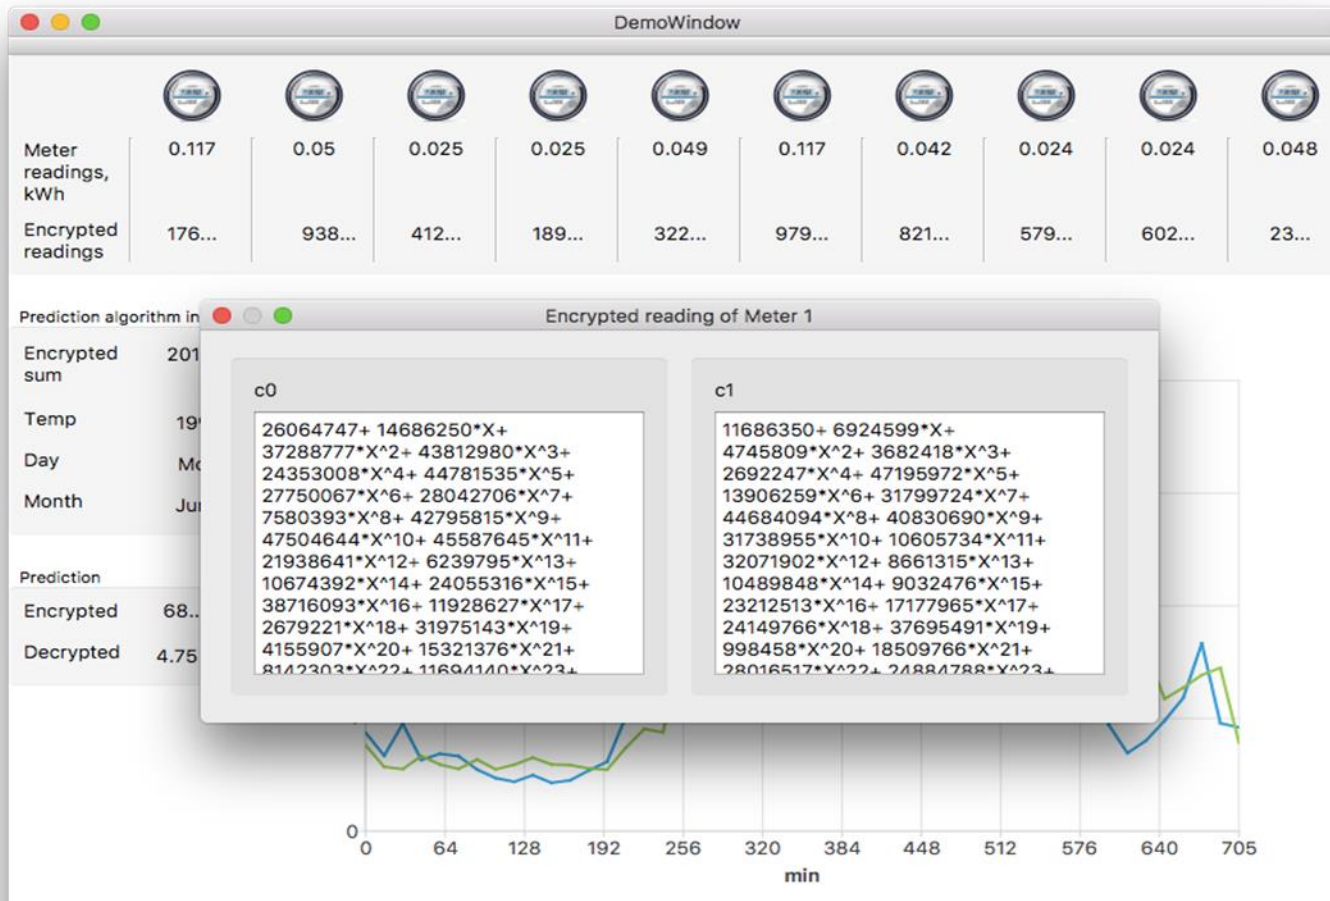 DemoWindow
Meter readings, kWh
0.117 0.05 0.025 0.025 0.049 0.117 0.042 0.024 0.024 0.048
Encrypted readings
176... 938... 412... 189... 322... 979... 821... 579... 602... 23...
Prediction algorithm in
Encrypted sum
201
Temp 19
Day Mo
Month Ju
Prediction
Encrypted 68..
Decrypted 4.75
Encrypted reading of Meter 1
c0
26064747+ 14686250*X+
37288777*X^2+ 43812980*X^3+
24353008*X^4+ 44781535*X^5+
27750067*X^6+ 28042706*X^7+
7580393*X^8+ 42795815*X^9+
47504644*X^10+ 45587645*X^11+
21938641*X^12+ 6239795*X^13+
10674392*X^14+ 24055316*X^15+
38716093*X^16+ 11928627*X^17+
2679221*X^18+ 31975143*X^19+
4155907*X^20+ 15321376*X^21+
8142303*X^22+ 11694140*X^23+
c1
11686350+ 6924599*X+
4745809*X^2+ 3682418*X^3+
2692247*X^4+ 47195972*X^5+
13906259*X^6+ 31799724*X^7+
44684094*X^8+ 40830690*X^9+
31738955*X^10+ 10605734*X^11+
32071902*X^12+ 8661315*X^13+
10489848*X^14+ 9032476*X^15+
23212513*X^16+ 17177965*X^17+
24149766*X^18+ 37695491*X^19+
998458*X^20+ 18509766*X^21+
28016517*X^22+ 24884788*X^23+
0
0 64 128 192 256 320 384 448 512 576 640 705
min